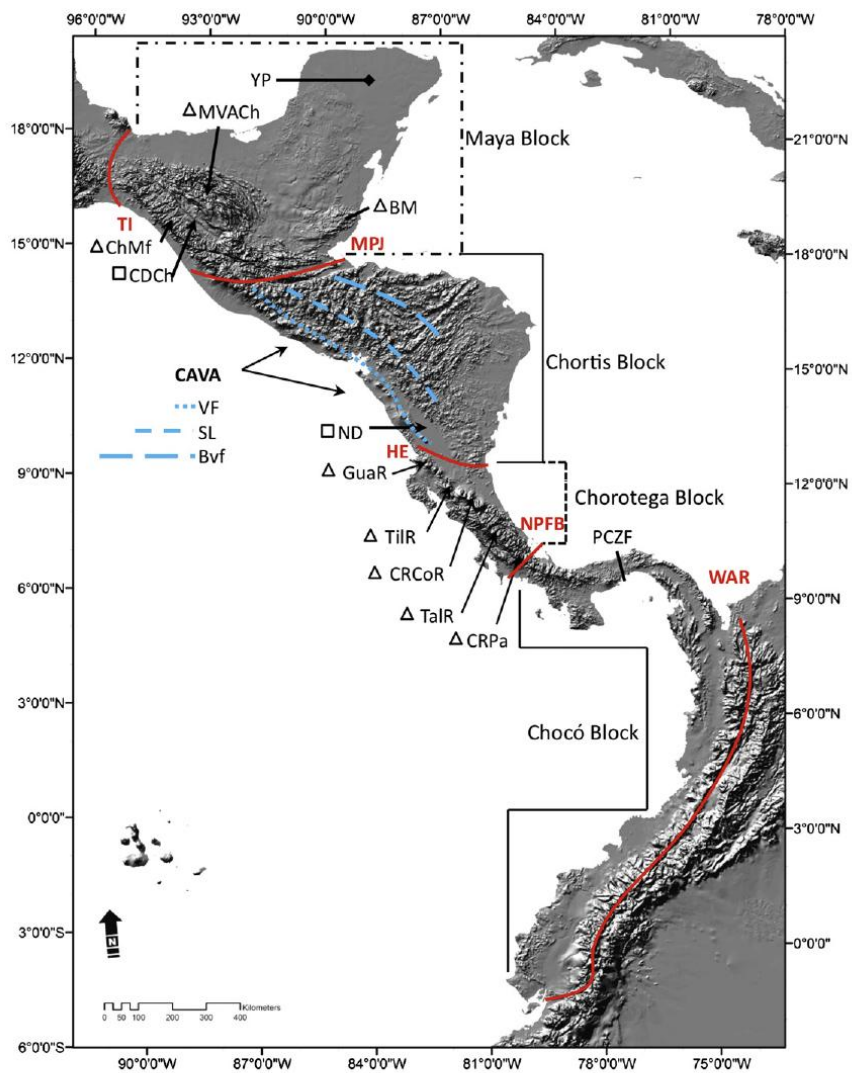 96°0'0"W 93°0'0"W 90°0'0"W 87°0'0"W 84°0'0"W 81°0'0"W 78°0'0"W
YP
△MVACh
18°0'0"N
Maya Block
21°0'0"N
△BM
TI
△ChMf
MPJ
15°0'0"N
18°0'0"N
□CDCh
12°0'0"N
Chortis Block
15°0'0"N
CAVA
VF
SL
Bvf
□ND
HE
9°0'0"N
△GuaR
12°0'0"N
Chorotega Block
NPFB
△TilR
PCZF
△CRCoR
WAR
6°0'0"N
9°0'0"N
△TalR
△CRPa
3°0'0"N
6°0'0"N
Chocó Block
0°0'0"
3°0'0"N
N
3°0'0"S
0°0'0"
Kilometers
0 50 100 200 300 400
6°0'0"S
90°0'0"W 87°0'0"W 84°0'0"W 81°0'0"W 78°0'0"W 75°0'0"W